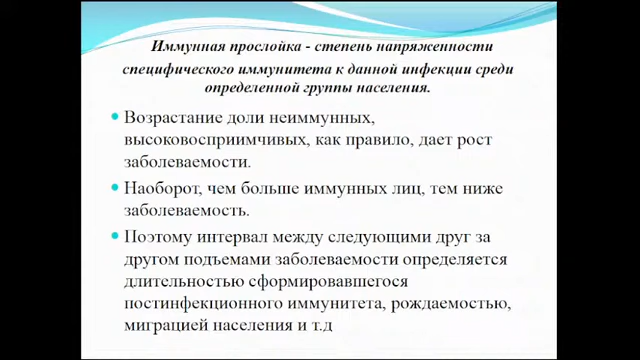 Иммунная прослойка - степень напряженности
специфического иммунитета к данной инфекции среди
определенной группы населения.
Возрастание доли неиммунных,
высоковосприимчивых, как правило, дает рост
заболеваемости.
Наоборот, чем больше иммунных лиц, тем ниже
заболеваемость.
Поэтому интервал между следующими друг за
другом подъемами заболеваемости определяется
длительностью сформировавшегося
постинфекционного иммунитета, рождаемостью,
миграцией населения и т.д